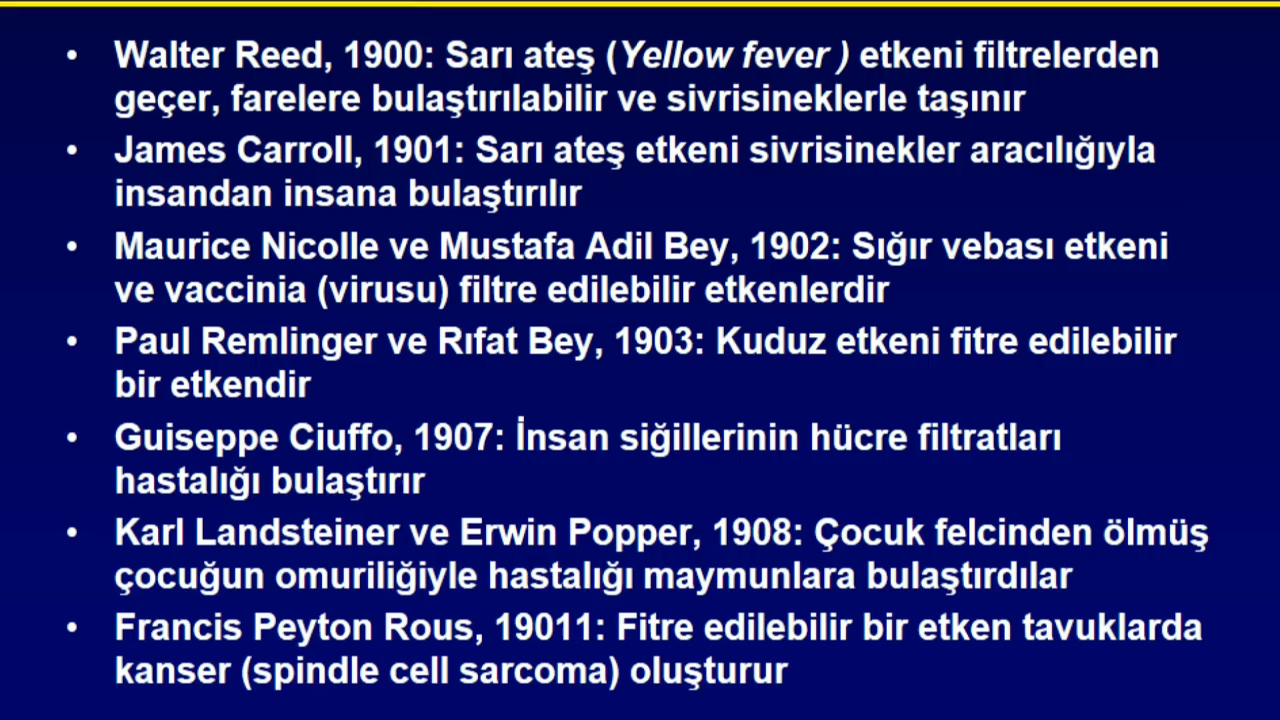 • Walter Reed, 1900: Sarı ateş (Yellow fever ) etkeni filtrelerden
geçer, farelere bulaştırılabilir ve sivrisineklerle taşınır
• James Carroll, 1901: Sarı ateş etkeni sivrisinekler aracılığıyla
insandan insana bulaştırılır
• Maurice Nicolle ve Mustafa Adil Bey, 1902: Sığır vebası etkeni
ve vaccinia (virusu) filtre edilebilir etkenlerdir
• Paul Remlinger ve Rıfat Bey, 1903: Kuduz etkeni fitre edilebilir
bir etkendir
• Guiseppe Ciuffo, 1907: İnsan siğillerinin hücre filtratları
hastalığı bulaştırır
• Karl Landsteiner ve Erwin Popper, 1908: Çocuk felcinden ölmüş
çocuğun omuriliğiyle hastalığı maymunlara bulaştırdılar
• Francis Peyton Rous, 19011: Fitre edilebilir bir etken tavuklarda
kanser (spindle cell sarcoma) oluşturur